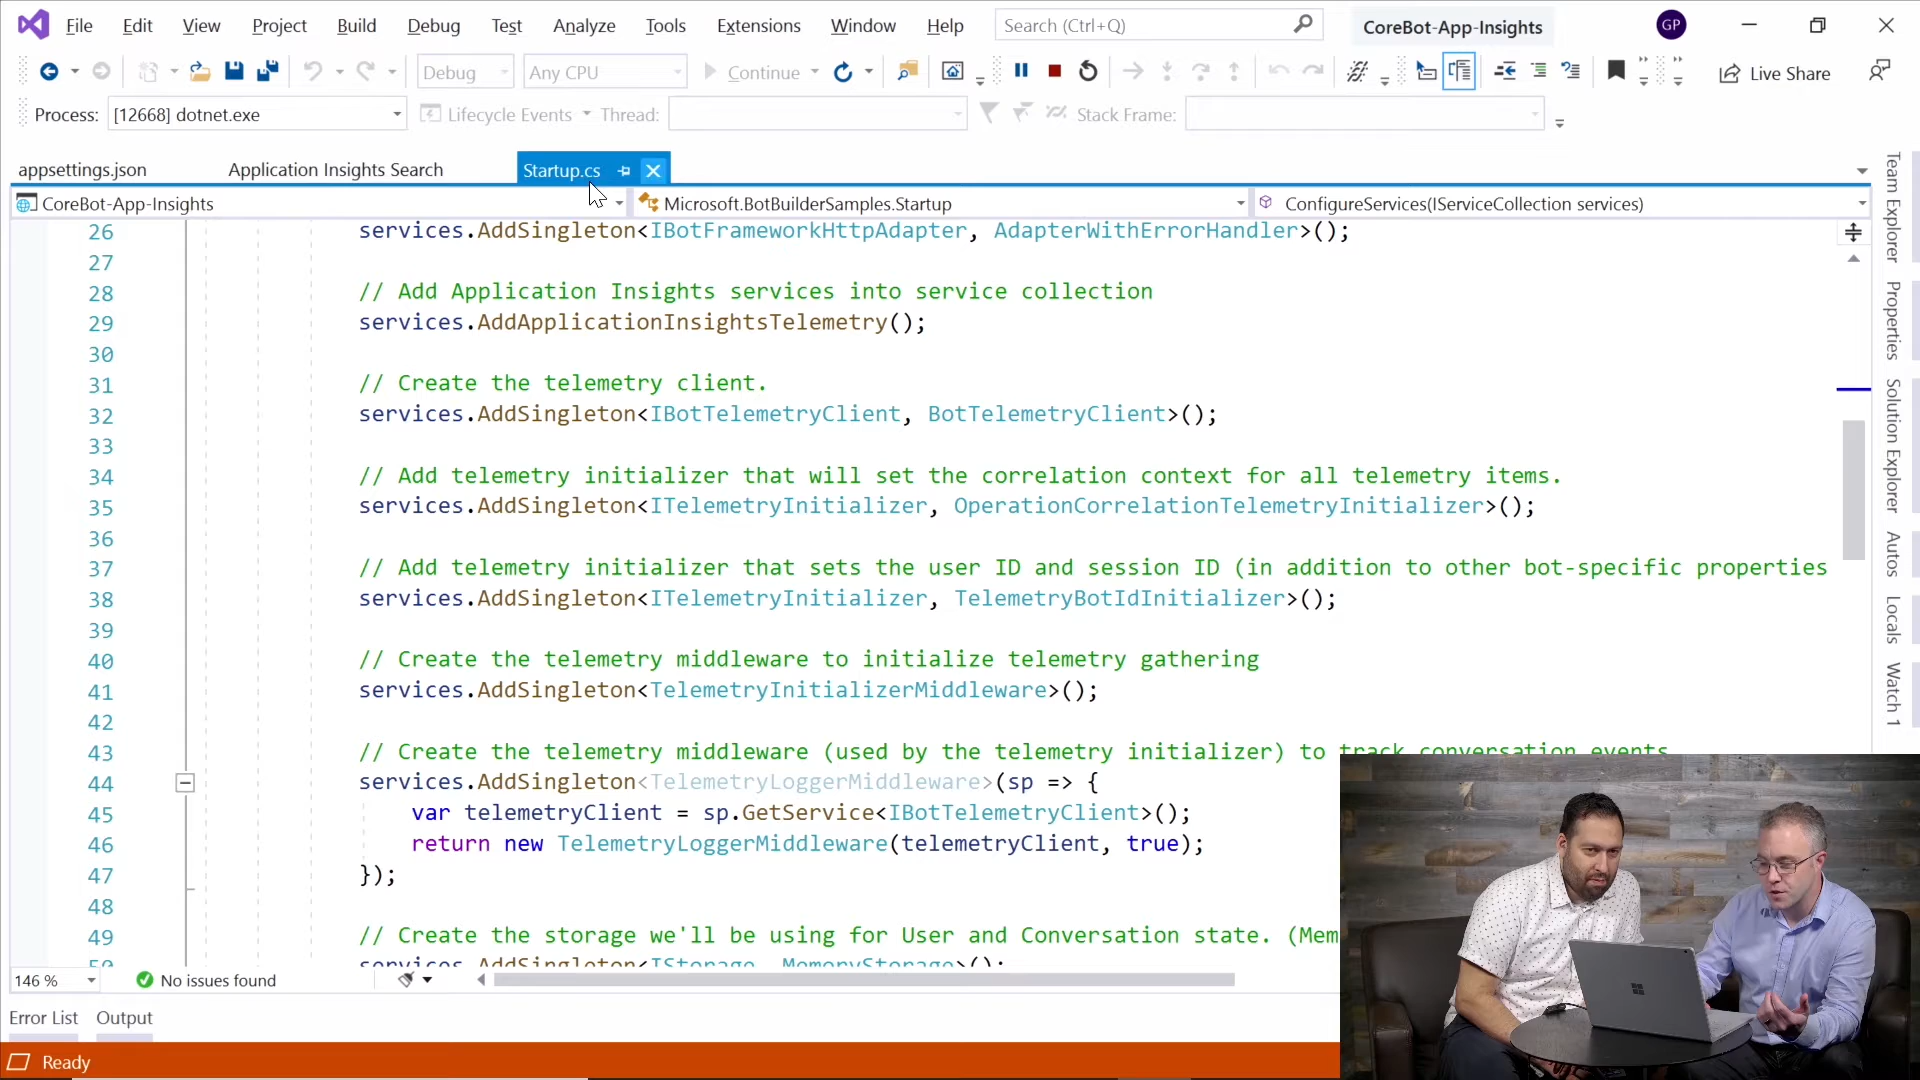 File Edit View Project Build Debug Test Analyze Tools Extensions Window Help Search (Ctrl+Q) CoreBot-App-Insights GP
Debug Any CPU Continue Live Share
Process: [12668] dotnet.exe Lifecycle Events Thread: Stack Frame:
appsettings.json Application Insights Search Startup.cs
CoreBot-App-Insights Microsoft.BotBuilderSamples.Startup ConfigureServices(IServiceCollection services)
26 services.AddSingleton<IBotFrameworkHttpAdapter, AdapterWithErrorHandler>();
27
28 // Add Application Insights services into service collection
29 services.AddApplicationInsightsTelemetry();
30
31 // Create the telemetry client.
32 services.AddSingleton<IBotTelemetryClient, BotTelemetryClient>();
33
34 // Add telemetry initializer that will set the correlation context for all telemetry items.
35 services.AddSingleton<ITelemetryInitializer, OperationCorrelationTelemetryInitializer>();
36
37 // Add telemetry initializer that sets the user ID and session ID (in addition to other bot-specific properties
38 services.AddSingleton<ITelemetryInitializer, TelemetryBotIdInitializer>();
39
40 // Create the telemetry middleware to initialize telemetry gathering
41 services.AddSingleton<TelemetryInitializerMiddleware>();
42
43 // Create the telemetry middleware (used by the telemetry initializer) to track conversation events
44 services.AddSingleton<TelemetryLoggerMiddleware>(sp => {
45 var telemetryClient = sp.GetService<IBotTelemetryClient>();
46 return new TelemetryLoggerMiddleware(telemetryClient, true);
47 });
48
49 // Create the storage we'll be using for User and Conversation state. (Mem
50 services.AddSingleton<IStorage, MemoryStorage>();
146 % No issues found
Error List Output
Ready
Team Explorer
Properties
Solution Explorer
Autos
Locals
Watch 1